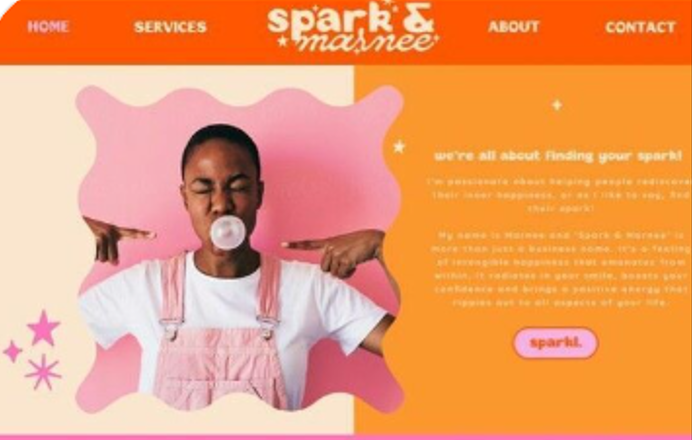 HOME
SERVICES
spark &
marnee
ABOUT
CONTACT
we're all about finding your spark!
I'm passionate about helping people rediscover
their inner happiness, or as I like to say, find
their spark!
My name is Marnee and "Spark & Marnee" is
more than just a business name. It's a feeling
of intangible happiness that emanates from
within. It radiates in your smile, boosts your
confidence and brings a positive energy that
ripples out to all aspects of your life.
spark!.